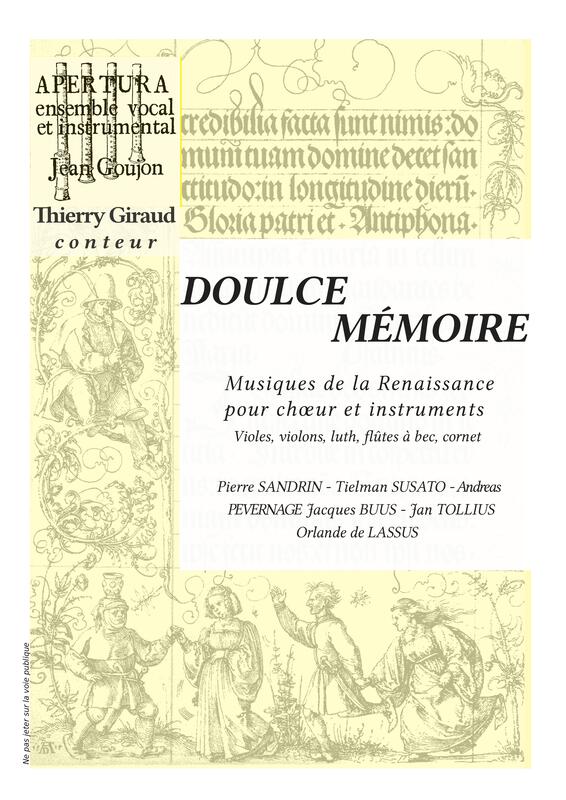 APERTURA
ensemble vocal
et instrumental
Jean Goujon
Thierry Giraud
conteur
credibilia facta sunt nimis: do
mum tuam domine decet san
ctitudo: in longitudine dierū.
Gloria patri et. Antiphona.
DOULCE
MÉMOIRE
Musiques de la Renaissance
pour chœur et instruments
Violes, violons, luth, flûtes à bec, cornet
Pierre SANDRIN - Tielman SUSATO - Andreas
PEVERNAGE Jacques BUUS - Jan TOLLIUS
Orlande de LASSUS
Ne pas jeter sur la voie publique